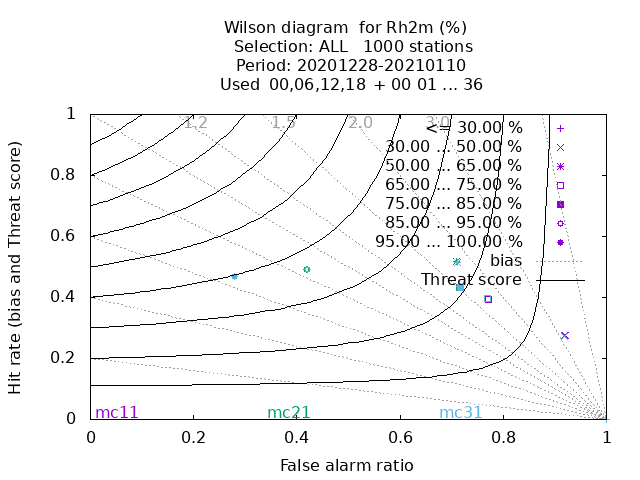 Wilson diagram for Rh2m (%)
Selection: ALL 1000 stations
Period: 20201228-20210110
Used 00,06,12,18 + 00 01 ... 36
Hit rate (bias and Threat score)
1
0.8
0.6
0.4
0.2
0
1.2
1.5
2.0
3.0
<= 30.00 %
30.00 ... 50.00 %
50.00 ... 65.00 %
65.00 ... 75.00 %
75.00 ... 85.00 %
85.00 ... 95.00 %
95.00 ... 100.00 %
bias
Threat score
mc11 mc21 mc31
0 0.2 0.4 0.6 0.8 1
False alarm ratio